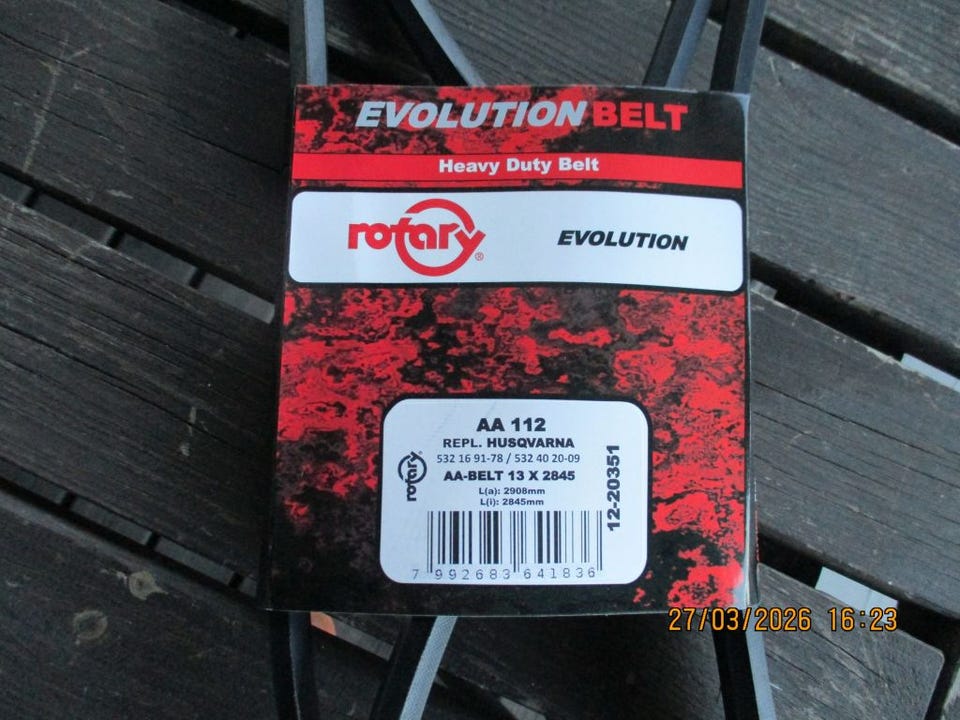 EVOLUTION BELT
Heavy Duty Belt
rotary® EVOLUTION
AA 112
REPL. HUSQVARNA
532 16 91-78 / 532 40 20-09
AA-BELT 13 X 2845
L(a): 2908mm
L(i): 2845mm
rotary®
12-20351
7 992683 641836
27/03/2026 16:23